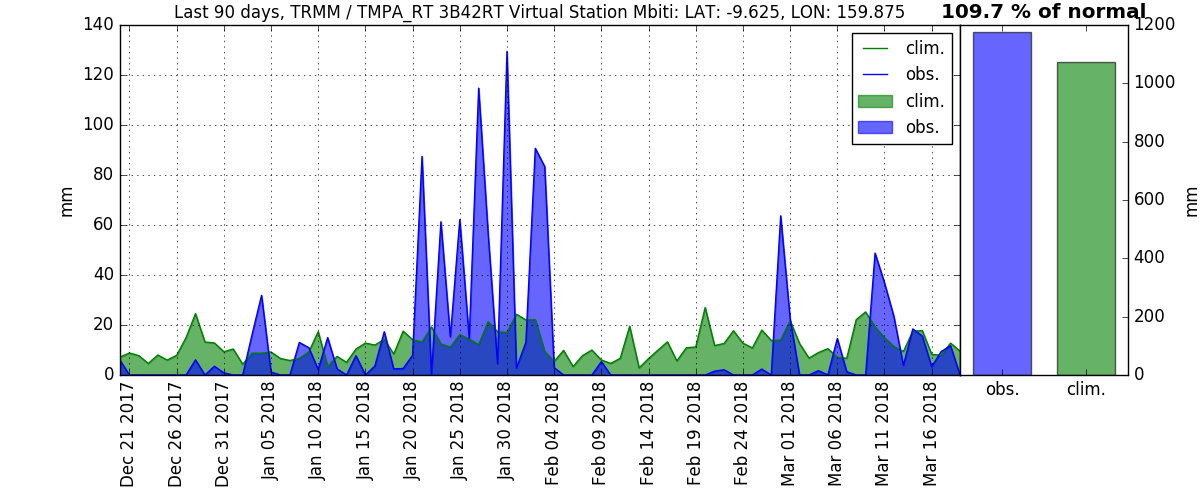 Last 90 days, TRMM / TMPA_RT 3B42RT Virtual Station Mbiti: LAT: -9.625, LON: 159.875
109.7 % of normal
140
120
100
80
60
40
20
0
mm
clim.
obs.
clim.
obs.
1200
1000
800
600
400
200
0
mm
obs.
clim.
Dec 21 2017
Dec 26 2017
Dec 31 2017
Jan 05 2018
Jan 10 2018
Jan 15 2018
Jan 20 2018
Jan 25 2018
Jan 30 2018
Feb 04 2018
Feb 09 2018
Feb 14 2018
Feb 19 2018
Feb 24 2018
Mar 01 2018
Mar 06 2018
Mar 11 2018
Mar 16 2018